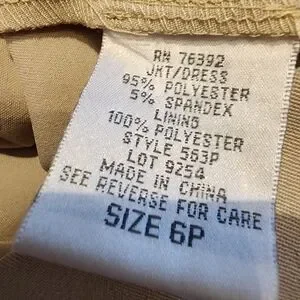 RN 76392
JKT/DRESS
95% POLYESTER
5% SPANDEX
LINING
100% POLYESTER
STYLE 553P
LOT 9254
MADE IN CHINA
SEE REVERSE FOR CARE
SIZE 6P